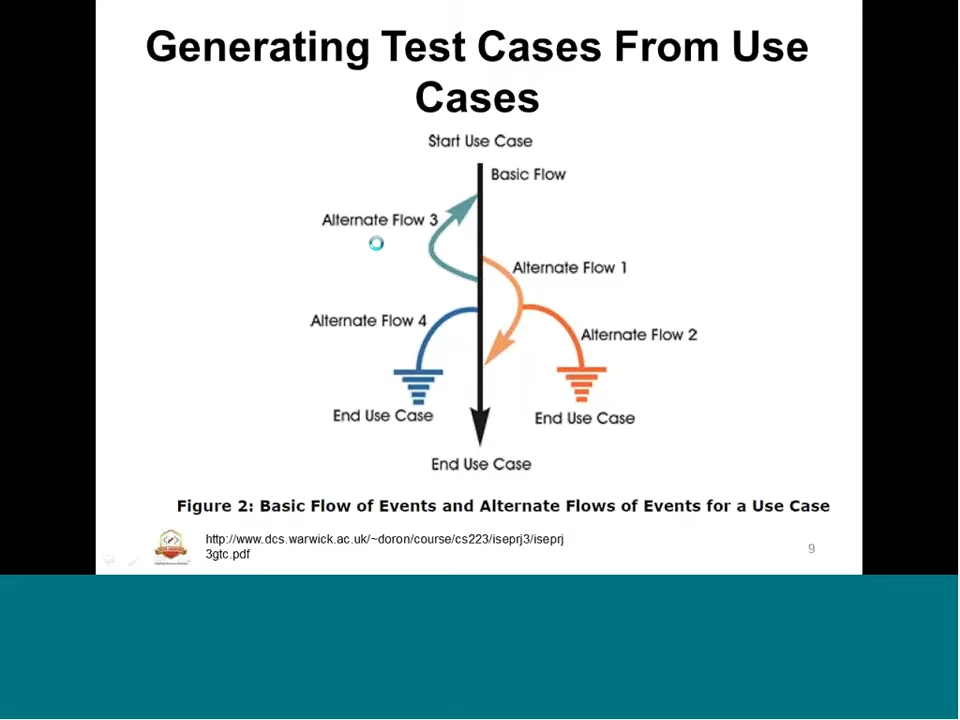 Generating Test Cases From Use
Cases
Start Use Case
Basic Flow
Alternate Flow 3
Alternate Flow 1
Alternate Flow 4
Alternate Flow 2
End Use Case
End Use Case
End Use Case
Figure 2: Basic Flow of Events and Alternate Flows of Events for a Use Case
http://www.dcs.warwick.ac.uk/~doron/course/cs223/iseprj3/iseprj
3gtc.pdf
9